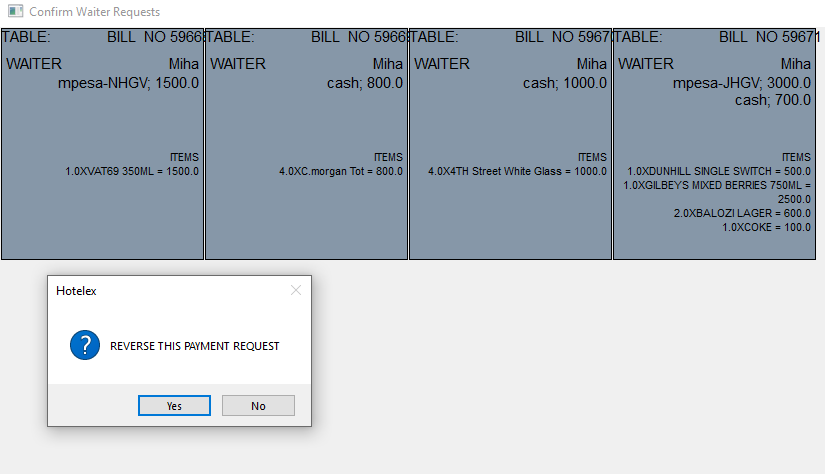 Confirm Waiter Requests
TABLE: BILL NO 5966
WAITER Miha
mpesa-NHGV; 1500.0
ITEMS
1.0XVAT69 350ML = 1500.0
TABLE: BILL NO 5966
WAITER Miha
cash; 800.0
ITEMS
4.0XC.morgan Tot = 800.0
TABLE: BILL NO 5967
WAITER Miha
cash; 1000.0
ITEMS
4.0X4TH Street White Glass = 1000.0
TABLE: BILL NO 59671
WAITER Miha
mpesa-JHGV; 3000.0
cash; 700.0
ITEMS
1.0XDUNHILL SINGLE SWITCH = 500.0
1.0XGILBEYS MIXED BERRIES 750ML =
2500.0
2.0XBALOZI LAGER = 600.0
1.0XCOKE = 100.0
Hotelex
REVERSE THIS PAYMENT REQUEST
Yes
No